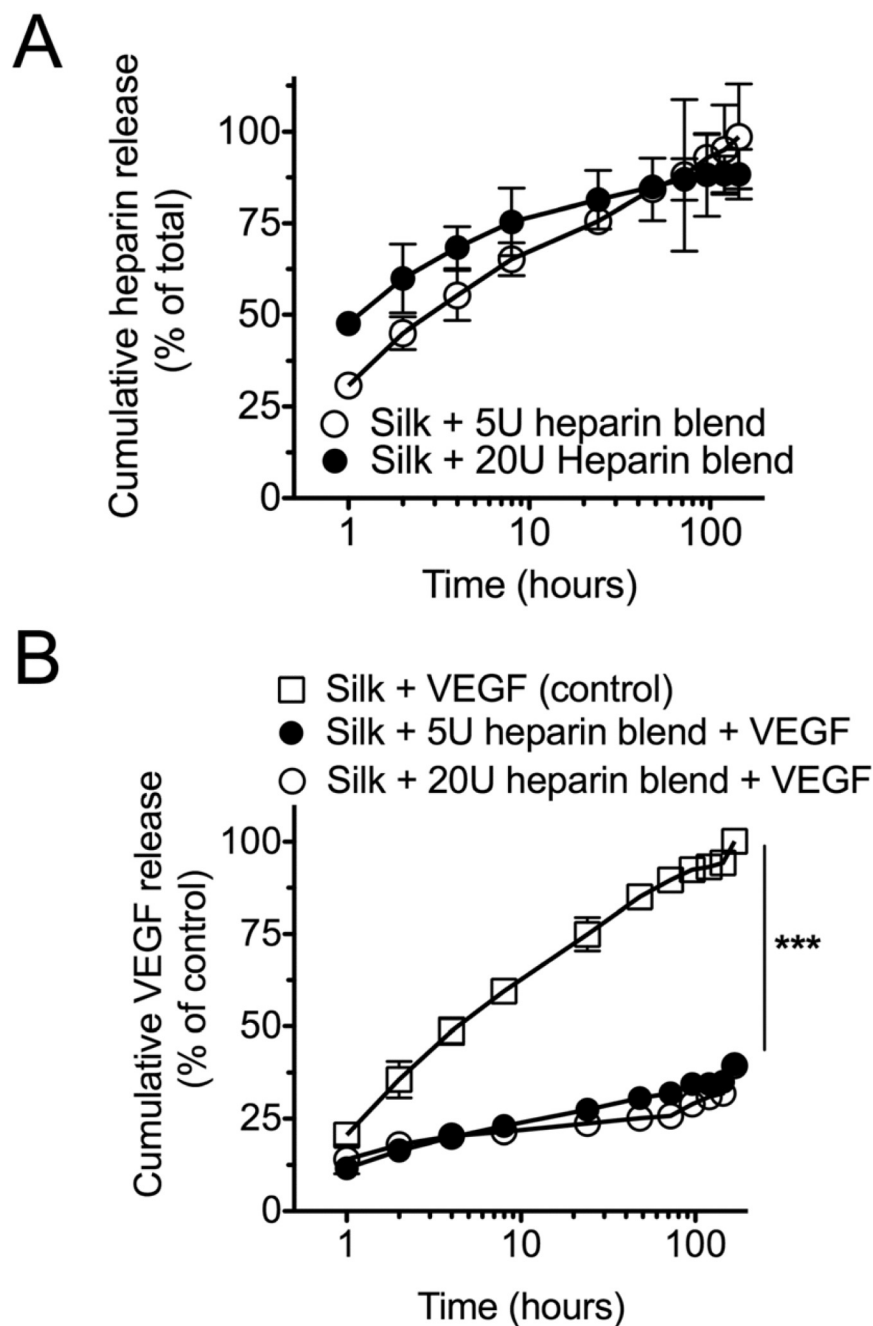 A
Cumulative heparin release
(% of total)
100
75
50
25
0
Silk + 5U heparin blend
Silk + 20U Heparin blend
1
10
100
Time (hours)
B
Silk + VEGF (control)
Silk + 5U heparin blend + VEGF
Silk + 20U heparin blend + VEGF
Cumulative VEGF release
(% of control)
100
75
50
25
0
***
1
10
100
Time (hours)